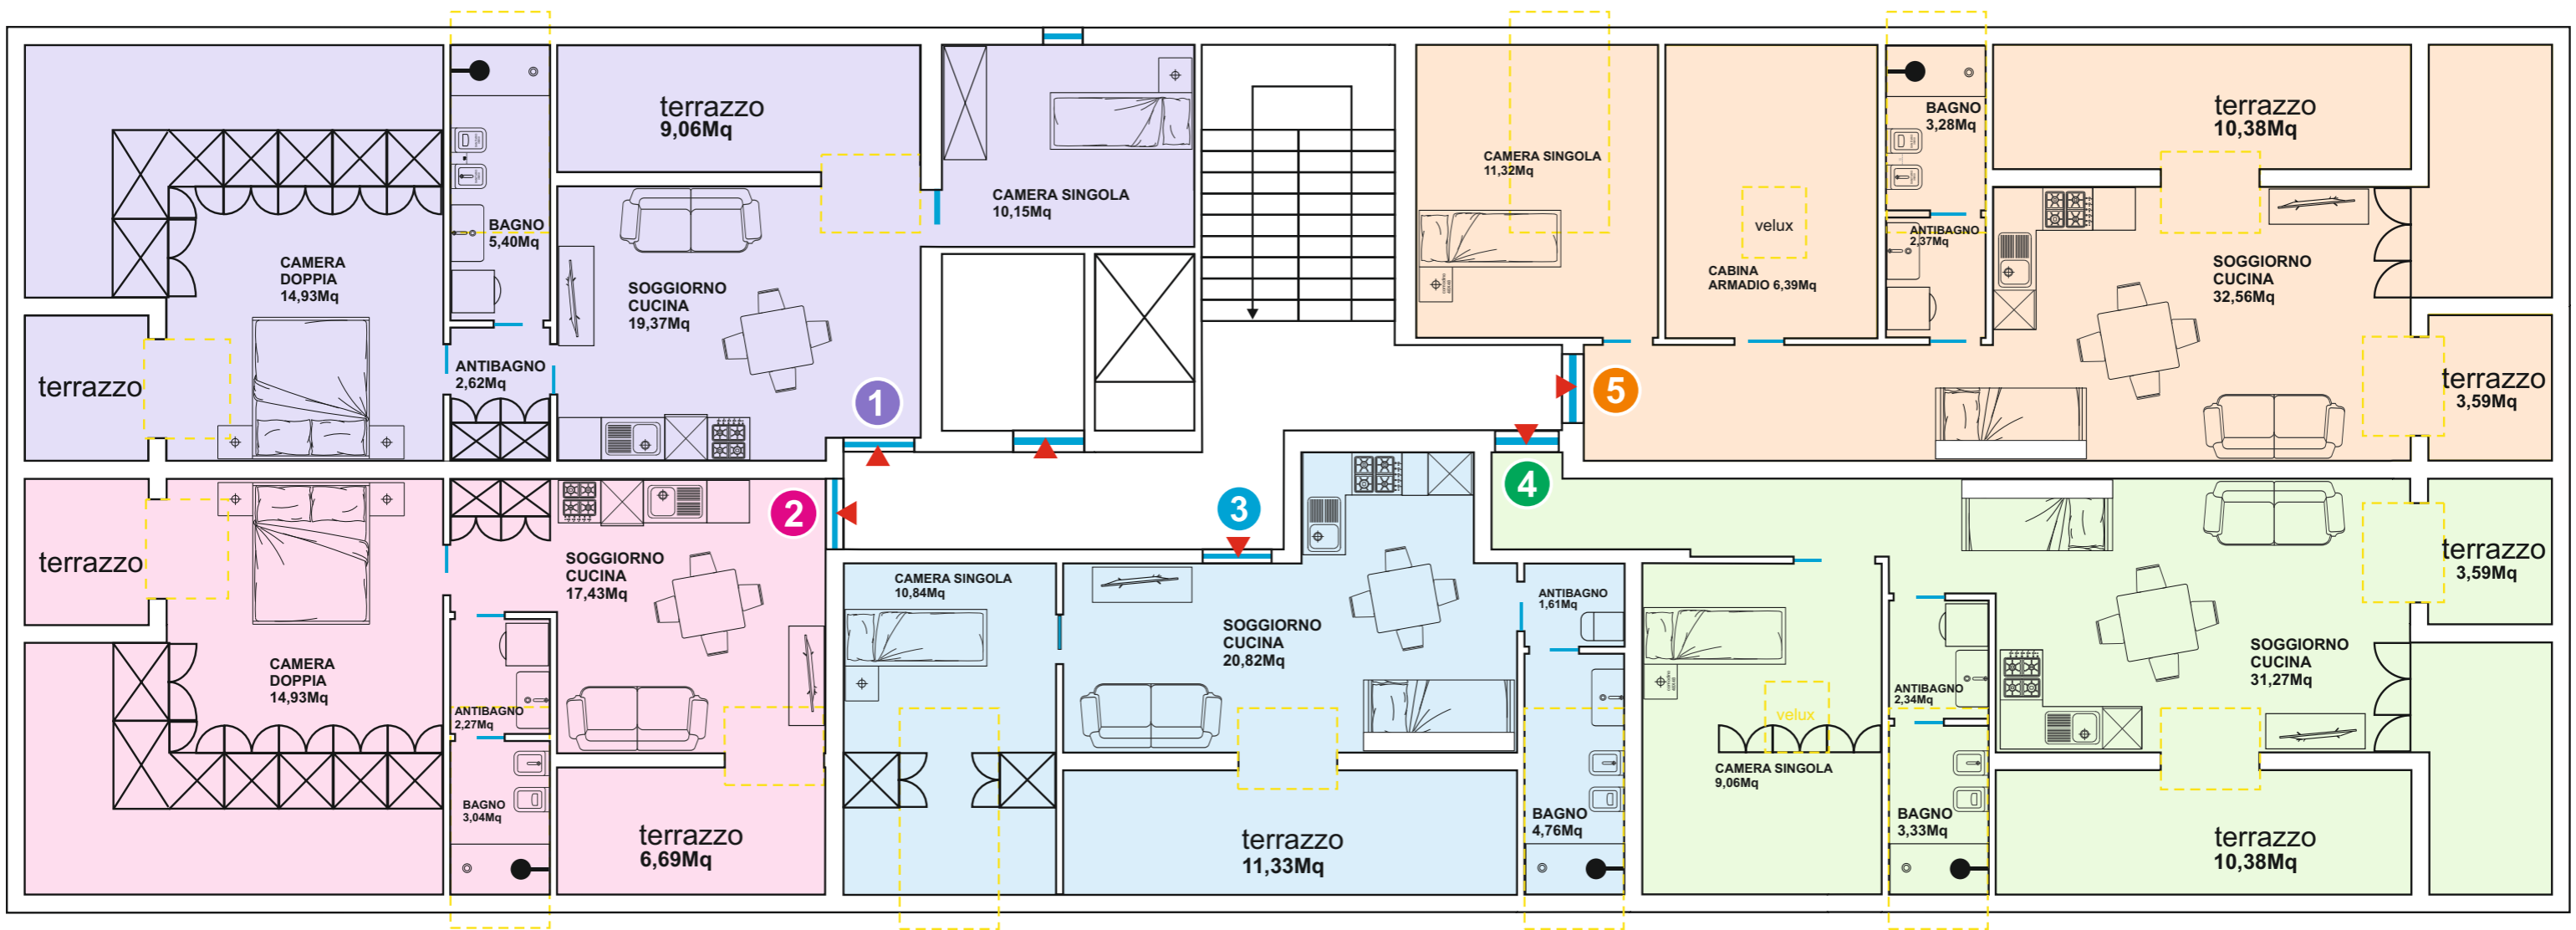 terrazzo
9,06Mq
CAMERA SINGOLA
10,15Mq
BAGNO
5,40Mq
CAMERA
DOPPIA
14,93Mq
SOGGIORNO
CUCINA
19,37Mq
ANTIBAGNO
2,62Mq
terrazzo
1
CAMERA SINGOLA
11,32Mq
velux
CABINA
ARMADIO 6,39Mq
BAGNO
3,28Mq
ANTIBAGNO
2,37Mq
terrazzo
10,38Mq
SOGGIORNO
CUCINA
32,56Mq
5
terrazzo
3,59Mq
terrazzo
2
SOGGIORNO
CUCINA
17,43Mq
CAMERA
DOPPIA
14,93Mq
ANTIBAGNO
2,27Mq
BAGNO
3,04Mq
terrazzo
6,69Mq
3
CAMERA SINGOLA
10,84Mq
SOGGIORNO
CUCINA
20,82Mq
ANTIBAGNO
1,61Mq
BAGNO
4,76Mq
terrazzo
11,33Mq
4
velux
CAMERA SINGOLA
9,06Mq
ANTIBAGNO
2,34Mq
BAGNO
3,33Mq
SOGGIORNO
CUCINA
31,27Mq
terrazzo
3,59Mq
terrazzo
10,38Mq